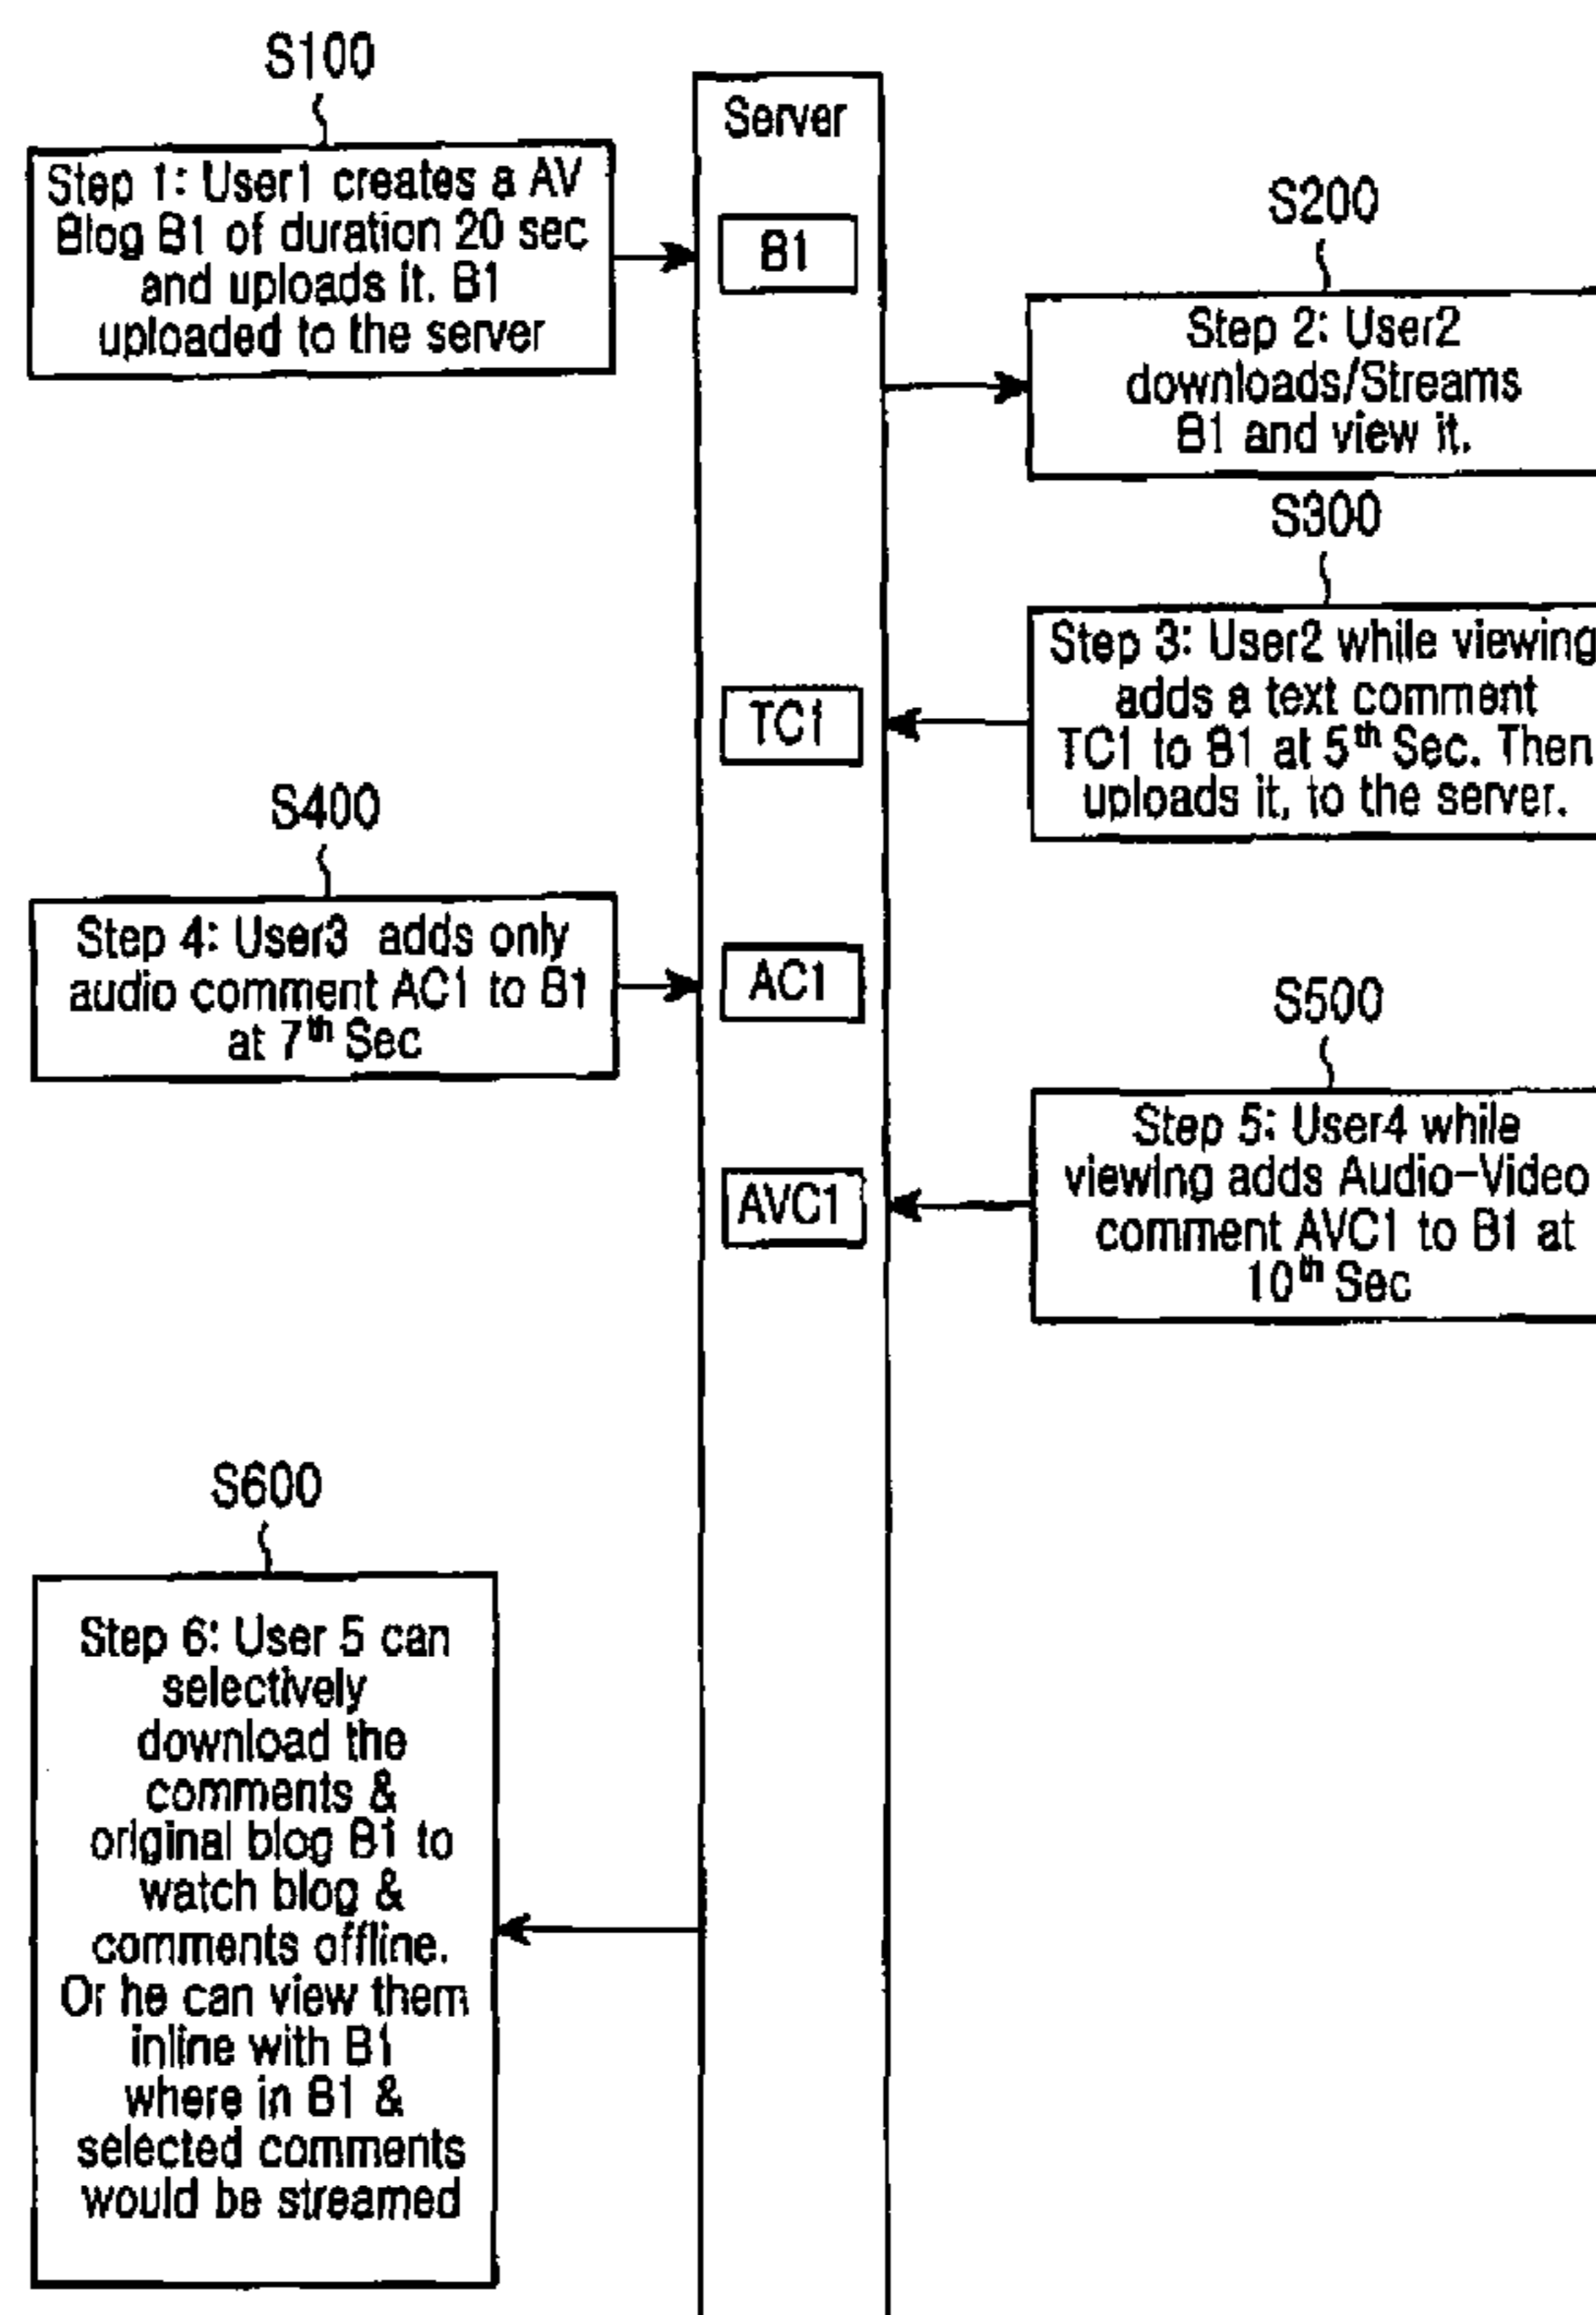 S100
Step 1: User1 creates a AV
Blog B1 of duration 20 sec
and uploads it. B1
uploaded to the server
Server
B1
S200
Step 2: User2
downloads/Streams
B1 and view it.
S300
Step 3: User2 while viewing
adds a text comment
TC1 to B1 at 5th Sec. Then
uploads it, to the server.
TC1
S400
Step 4: User3 adds only
audio comment AC1 to B1
at 7th Sec
AC1
S500
Step 5: User4 while
viewing adds Audio-Video
comment AVC1 to B1 at
10th Sec
AVC1
S600
Step 6: User 5 can
selectively
download the
comments &
original blog B1 to
watch blog &
comments offline.
Or he can view them
inline with B1
where in B1 &
selected comments
would be streamed